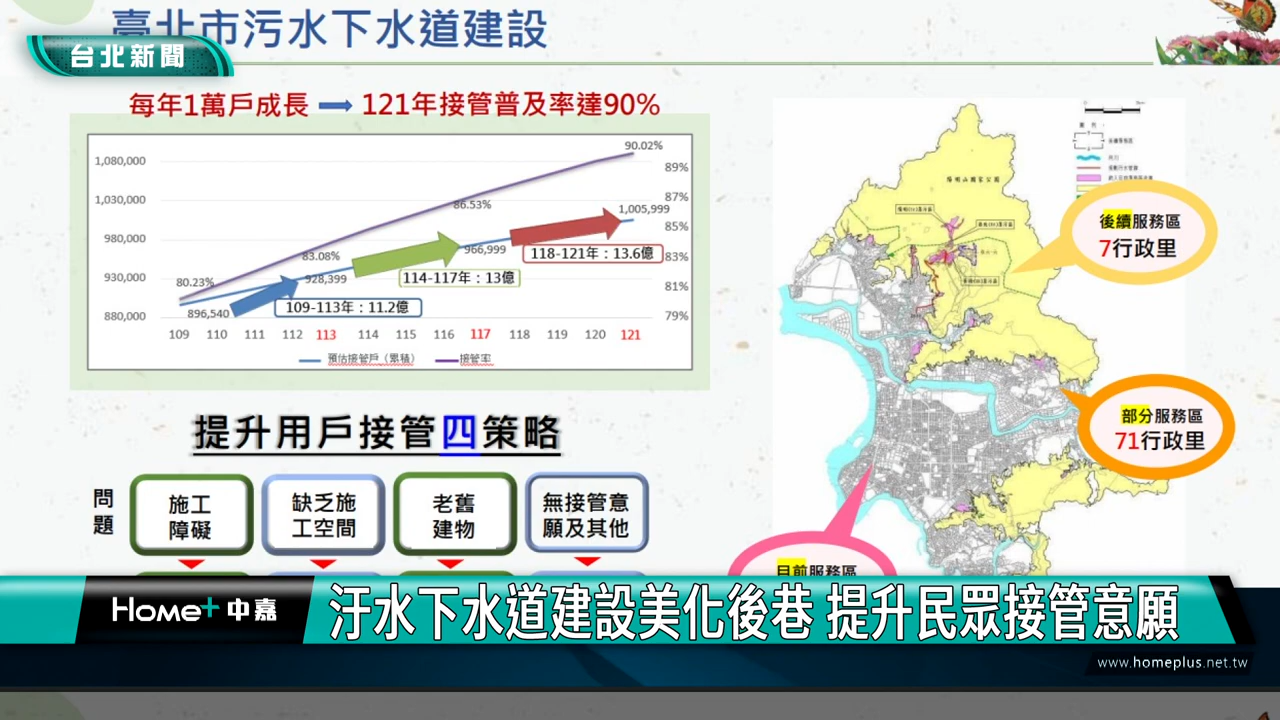 臺北市污水下水道建設
台北新聞
每年1萬戶成長 121年接管普及率達90%
1,080,000
1,030,000
980,000
930,000
880,000
89%
87%
85%
83%
81%
79%
90.02%
86.53%
83.08%
80.23%
1,005,999
966,999
928,399
896,540
118-121年：13.6億
114-117年：13億
109-113年：11.2億
109 110 111 112 113 114 115 116 117 118 119 120 121
預估接管戶（累積） 接管率
提升用戶接管四策略
問題
施工障礙
缺乏施工空間
老舊建物
無接管意願及其他
陽明山國家公園
後續服務區
7行政里
部分服務區
71行政里
目前服務區
Home+ 中嘉
汙水下水道建設美化後巷 提升民眾接管意願
www.homeplus.net.tw